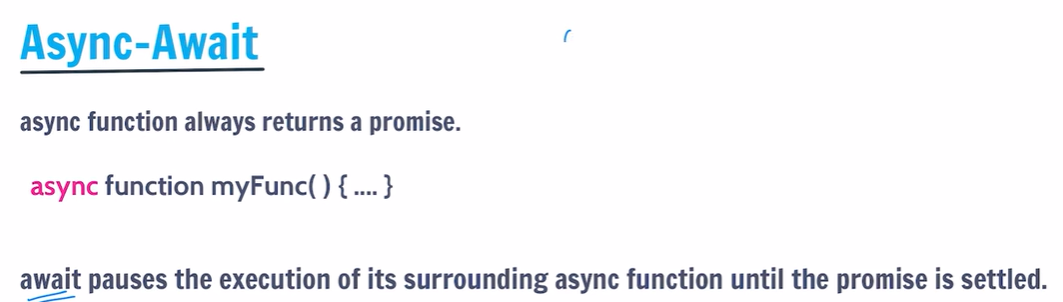 Async-Await
async function always returns a promise.
async function myFunc( ) { .... }
await pauses the execution of its surrounding async function until the promise is settled.